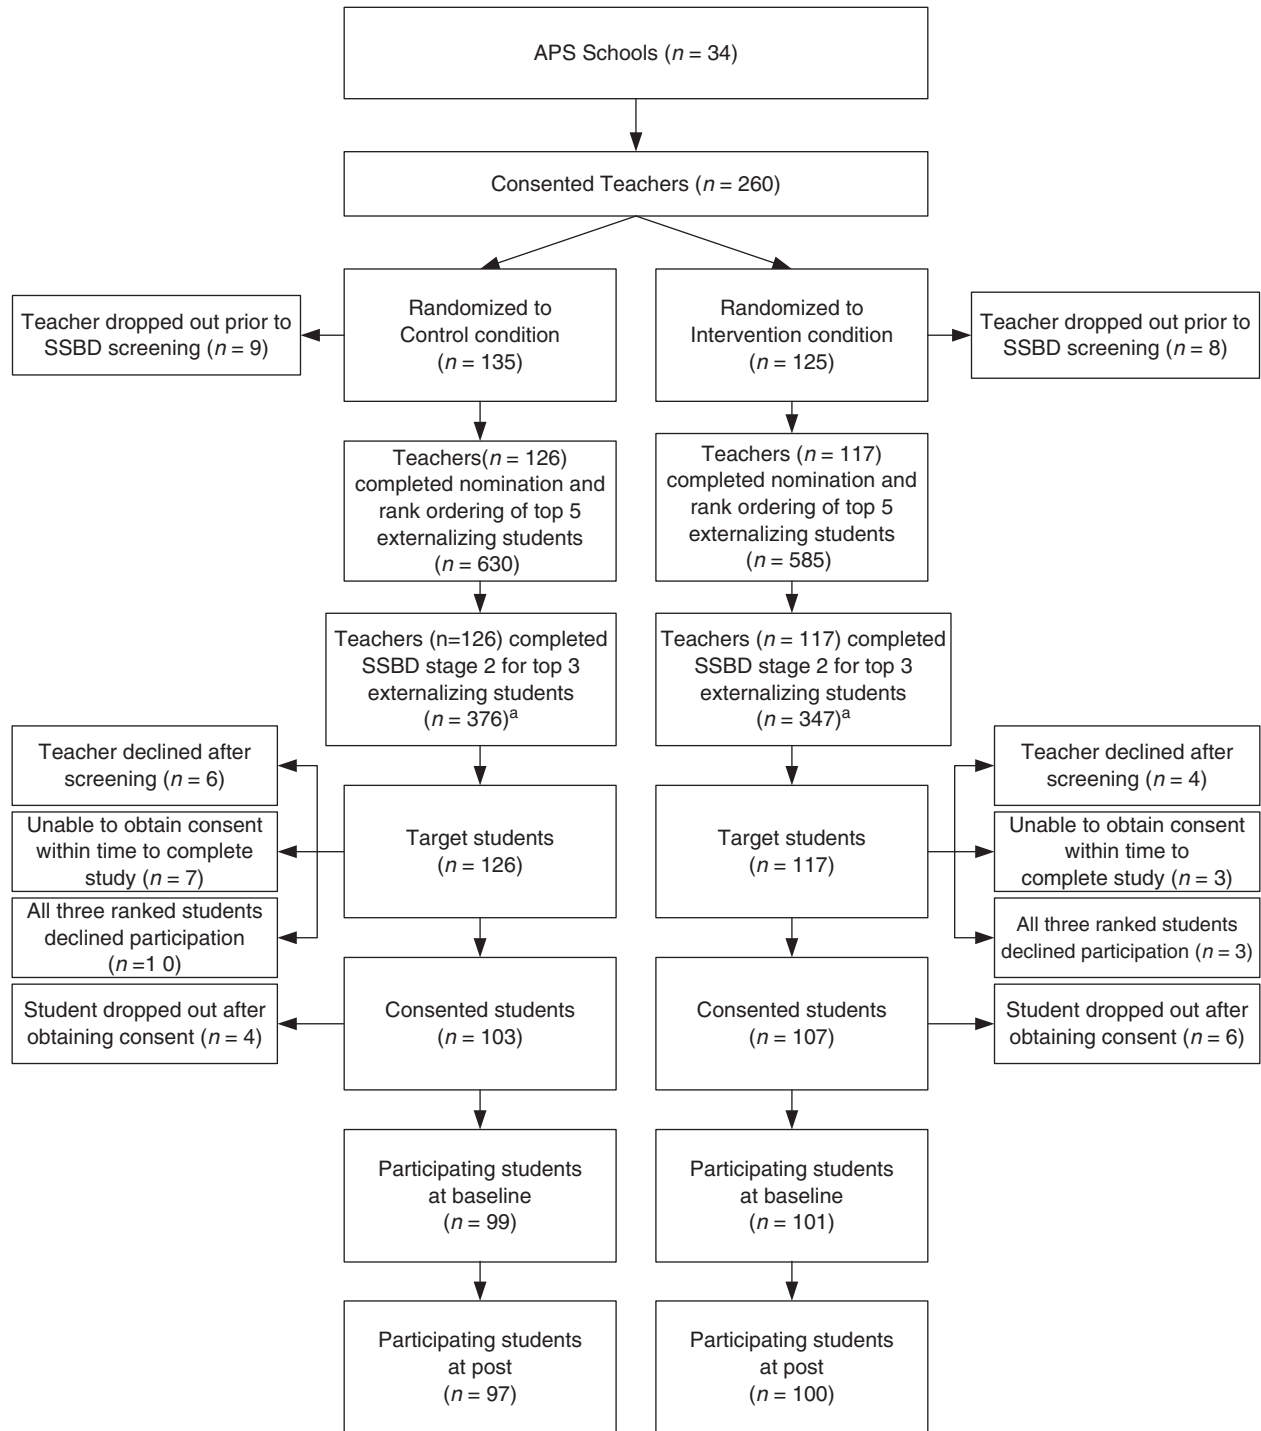 APS Schools (n = 34)
Consented Teachers (n = 260)
Randomized to
Control condition
(n = 135)
Randomized to
Intervention condition
(n = 125)
Teacher dropped out prior to
SSBD screening (n = 9)
Teacher dropped out prior to
SSBD screening (n = 8)
Teachers(n = 126)
completed nomination and
rank ordering of top 5
externalizing students
(n = 630)
Teachers (n = 117)
completed nomination and
rank ordering of top 5
externalizing students
(n = 585)
Teachers (n=126) completed
SSBD stage 2 for top 3
externalizing students
(n = 376)a
Teachers (n = 117) completed
SSBD stage 2 for top 3
externalizing students
(n = 347)a
Teacher declined after
screening (n = 6)
Unable to obtain consent
within time to complete
study (n = 7)
All three ranked students
declined participation
(n =1 0)
Target students
(n = 126)
Target students
(n = 117)
Teacher declined after
screening (n = 4)
Unable to obtain consent
within time to
complete study (n = 3)
All three ranked students
declined participation (n = 3)
Student dropped out after
obtaining consent (n = 4)
Consented students
(n = 103)
Consented students
(n = 107)
Student dropped out after
obtaining consent (n = 6)
Participating students
at baseline
(n = 99)
Participating students
at baseline
(n = 101)
Participating students
at post
(n = 97)
Participating students
at post
(n = 100)